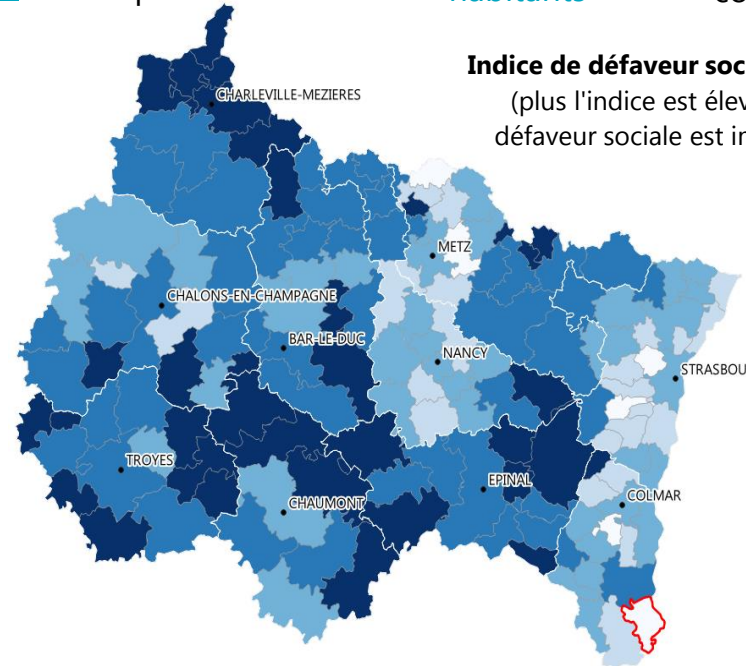 Indice de défaveur soc
(plus l'indice est élev
défaveur sociale est in
CHARLEVILLE-MEZIERES
METZ
CHALONS-EN-CHAMPAGNE
BAR-LE-DUC
NANCY
STRASBOU
TROYES
EPINAL
CHAUMONT
COLMAR